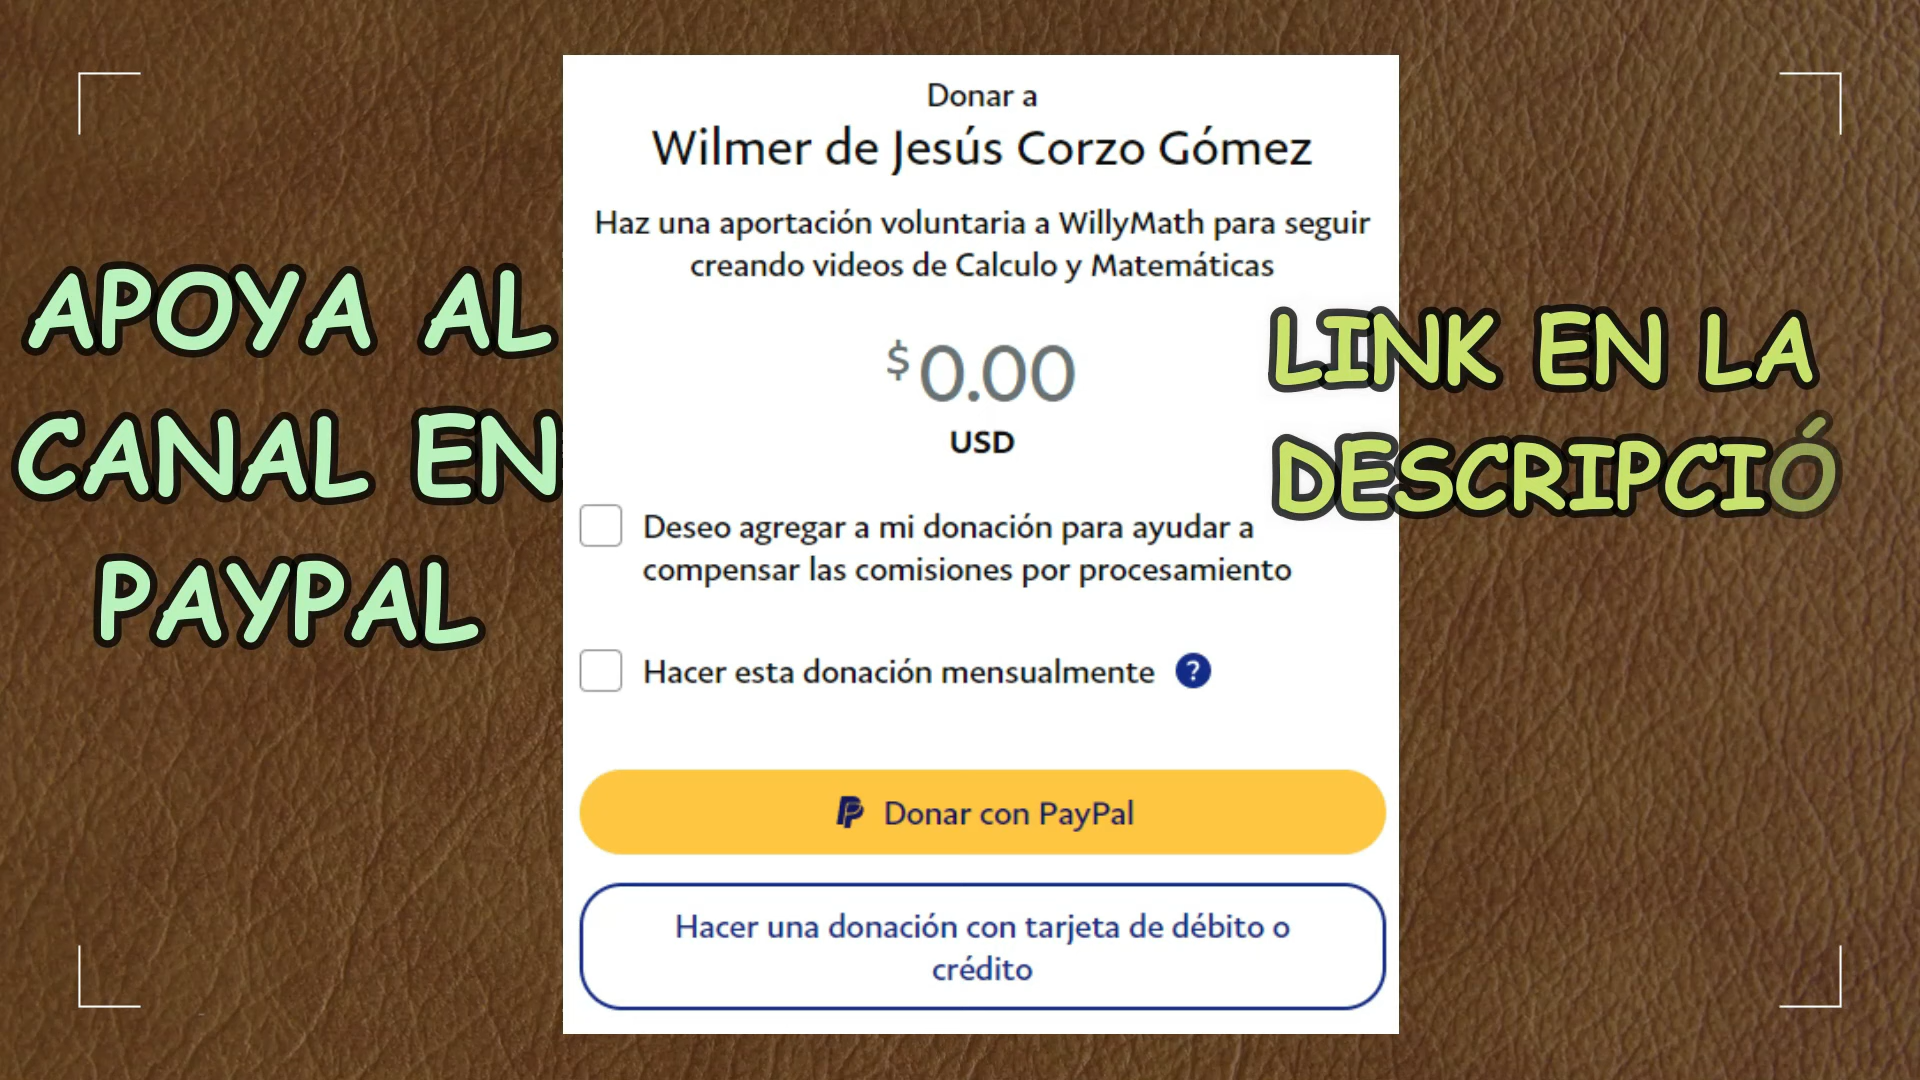 APOYA AL
CANAL EN
PAYPAL
Donar a
Wilmer de Jesús Corzo Gómez
Haz una aportación voluntaria a WillyMath para seguir
creando videos de Calculo y Matemáticas
$0.00
USD
Deseo agregar a mi donación para ayudar a
compensar las comisiones por procesamiento
Hacer esta donación mensualmente ?
Donar con PayPal
Hacer una donación con tarjeta de débito o
crédito
LINK EN LA
DESCRIPCIÓ